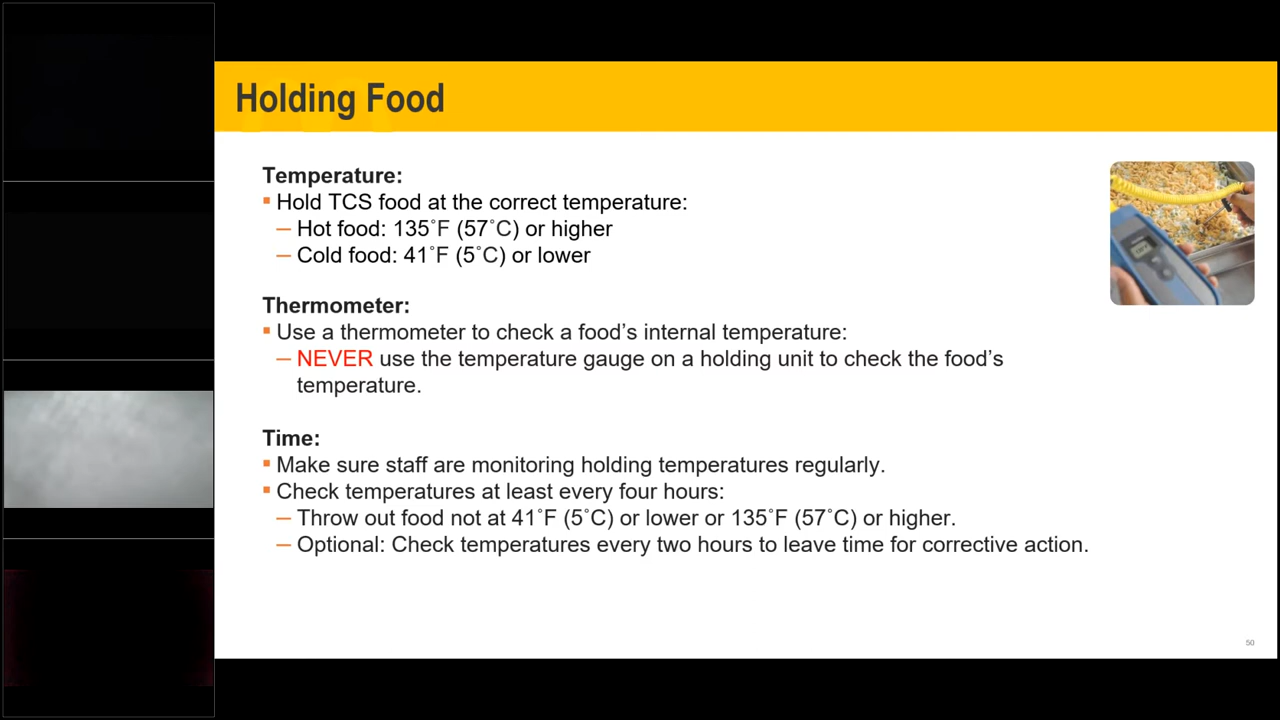 Holding Food
Temperature:
▪ Hold TCS food at the correct temperature:
– Hot food: 135˚F (57˚C) or higher
– Cold food: 41˚F (5˚C) or lower
Thermometer:
▪ Use a thermometer to check a food’s internal temperature:
– NEVER use the temperature gauge on a holding unit to check the food’s
temperature.
Time:
▪ Make sure staff are monitoring holding temperatures regularly.
▪ Check temperatures at least every four hours:
– Throw out food not at 41˚F (5˚C) or lower or 135˚F (57˚C) or higher.
– Optional: Check temperatures every two hours to leave time for corrective action.
50